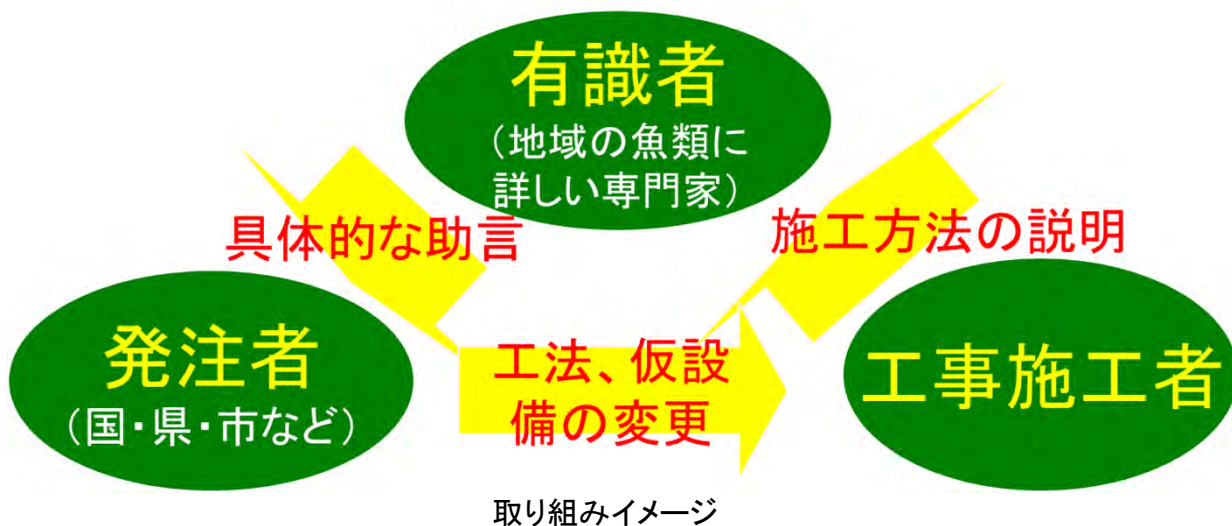 有識者
（地域の魚類に
詳しい専門家）
具体的な助言
施工方法の説明
発注者
（国・県・市など）
工法、仮設
備の変更
工事施工者
取り組みイメージ